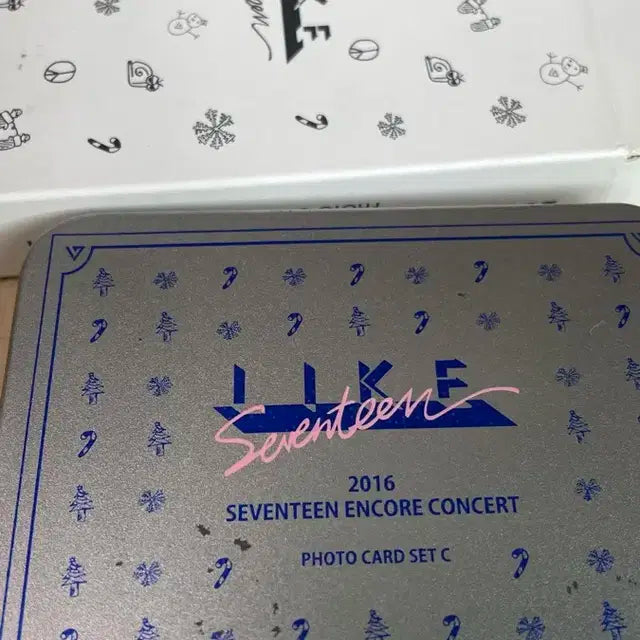 LIKE
Seventeen
2016
SEVENTEEN ENCORE CONCERT
PHOTO CARD SET C